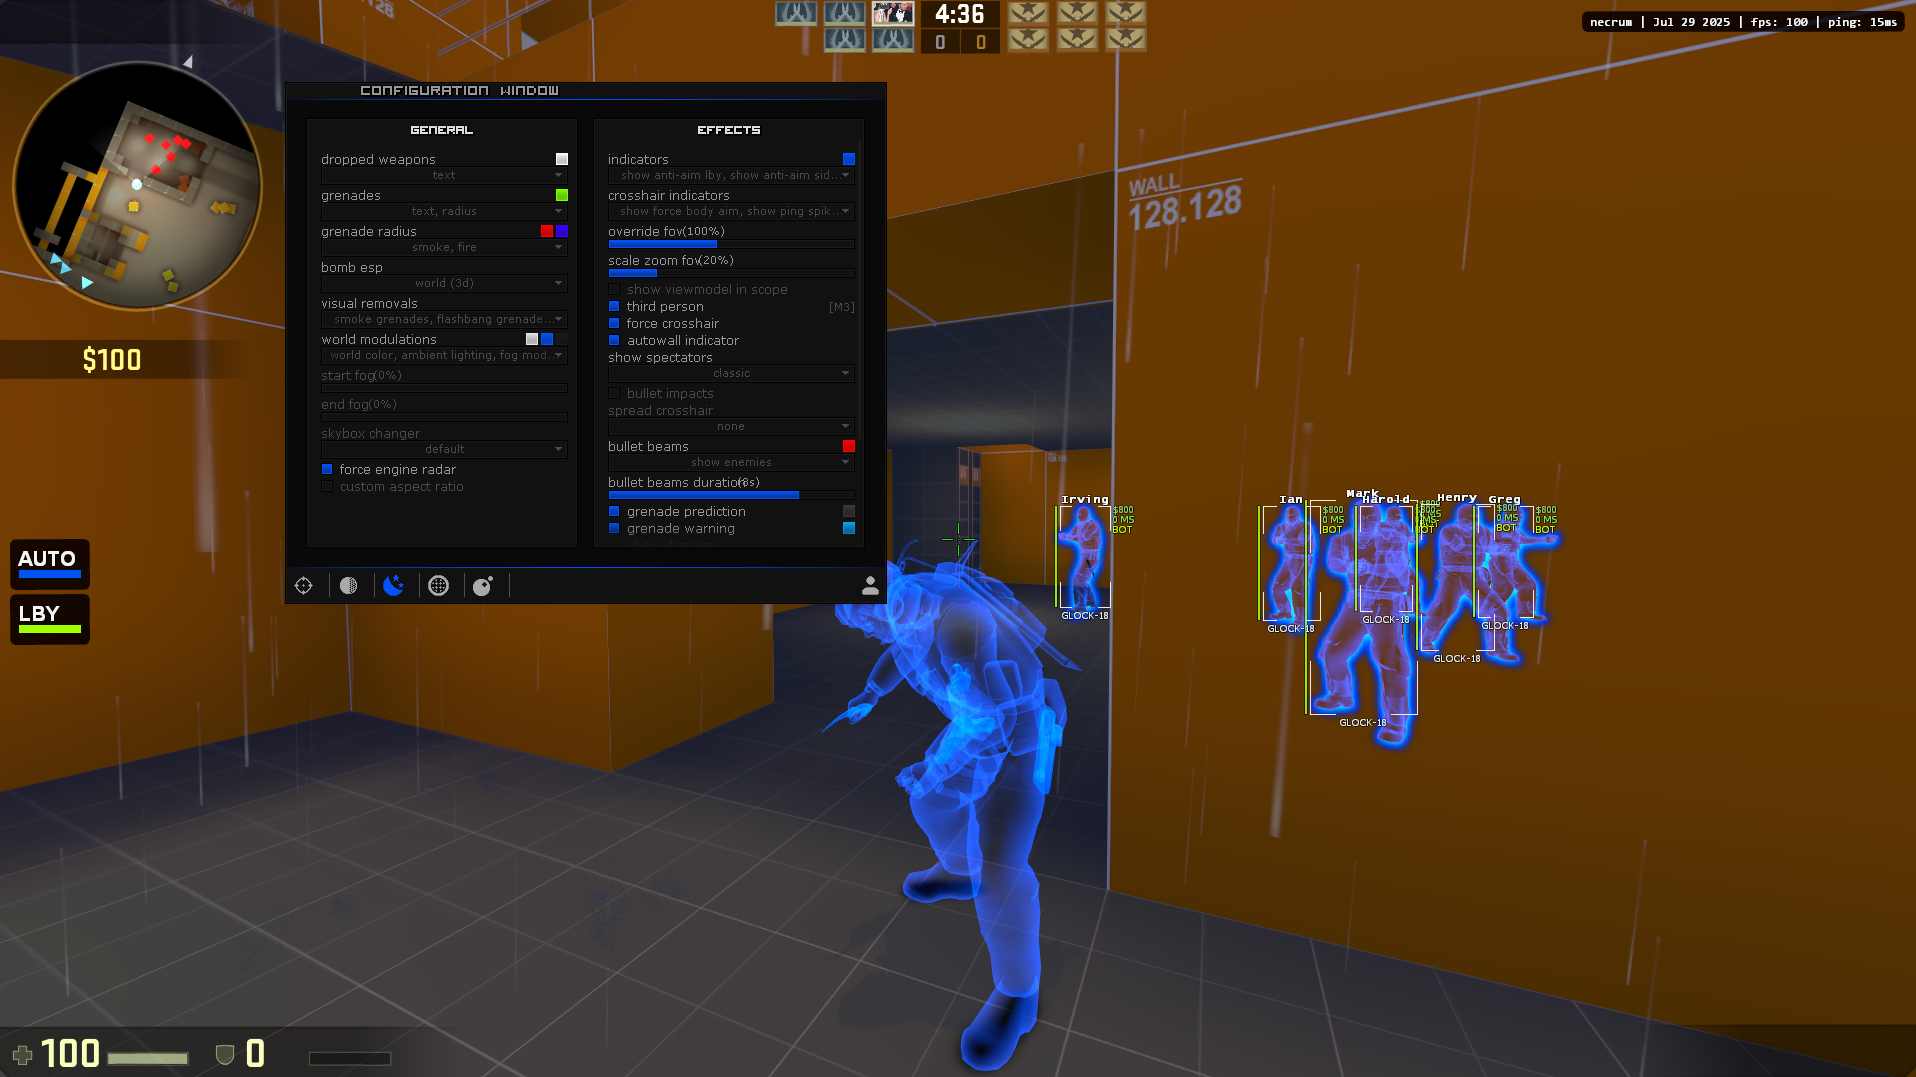 4:36
0 0
necrum | Jul 29 2025 | fps: 100 | ping: 15ms
$100
AUTO
LBY
100
0
CONFIGURATION WINDOW
GENERAL
dropped weapons
text
grenades
text, radius
grenade radius
smoke, fire
bomb esp
world (3d)
visual removals
smoke grenades, flashbang grenade...
world modulations
world color, ambient lighting, fog mod...
start fog(0%)
end fog(0%)
skybox changer
default
force engine radar
custom aspect ratio
EFFECTS
indicators
show anti-aim lby, show anti-aim sid...
crosshair indicators
show force body aim, show ping spik...
override fov(100%)
scale zoom fov(20%)
show viewmodel in scope
third person [M3]
force crosshair
autowall indicator
show spectators
classic
bullet impacts
spread crosshair
none
bullet beams
show enemies
bullet beams duration(3s)
grenade prediction
grenade warning
WALL
128.128
Irving
$800
0 MS
BOT
GLOCK-18
Ian
$800
0 MS
BOT
GLOCK-18
Mark
GLOCK-18
Harold
GLOCK-18
Henry
$800
0 MS
BOT
GLOCK-18
Greg
$800
0 MS
BOT
GLOCK-18